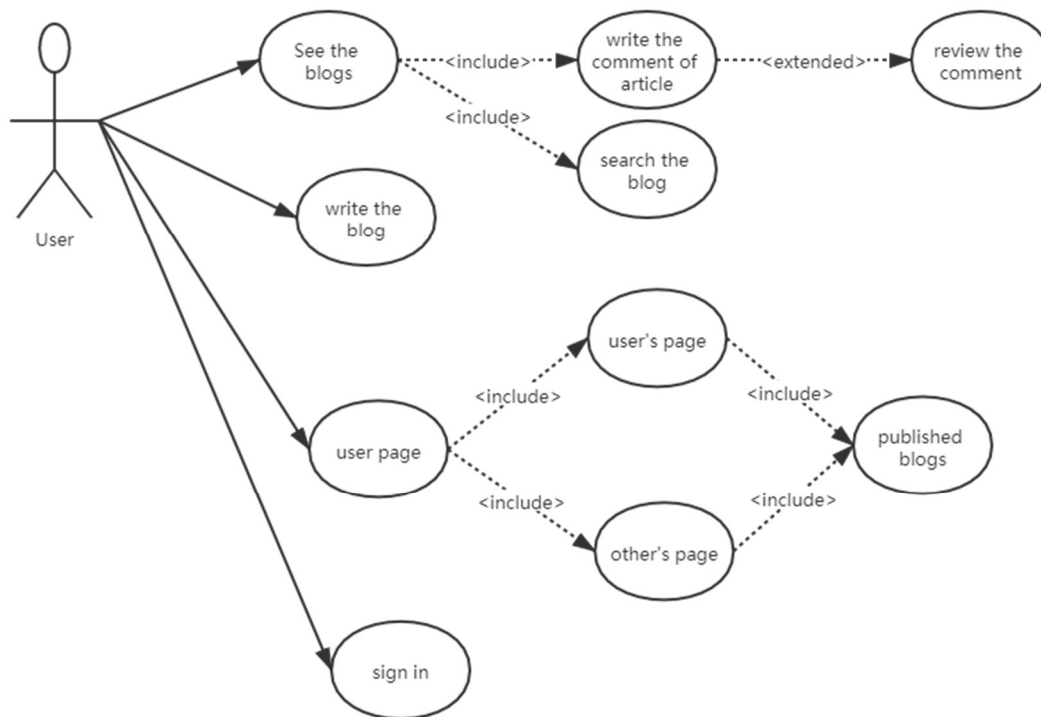 See the
blogs
<include>
write the
comment of
article
<extended>
review the
comment
<include>
search the
blog
write the
blog
User
user's page
<include>
<include>
user page
published
blogs
<include>
<include>
other's page
sign in